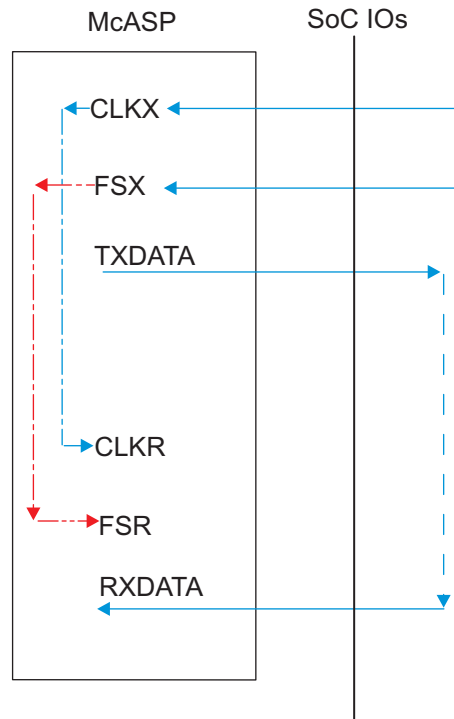 McASP
SoC IOs
CLKX
FSX
TXDATA
CLKR
FSR
RXDATA